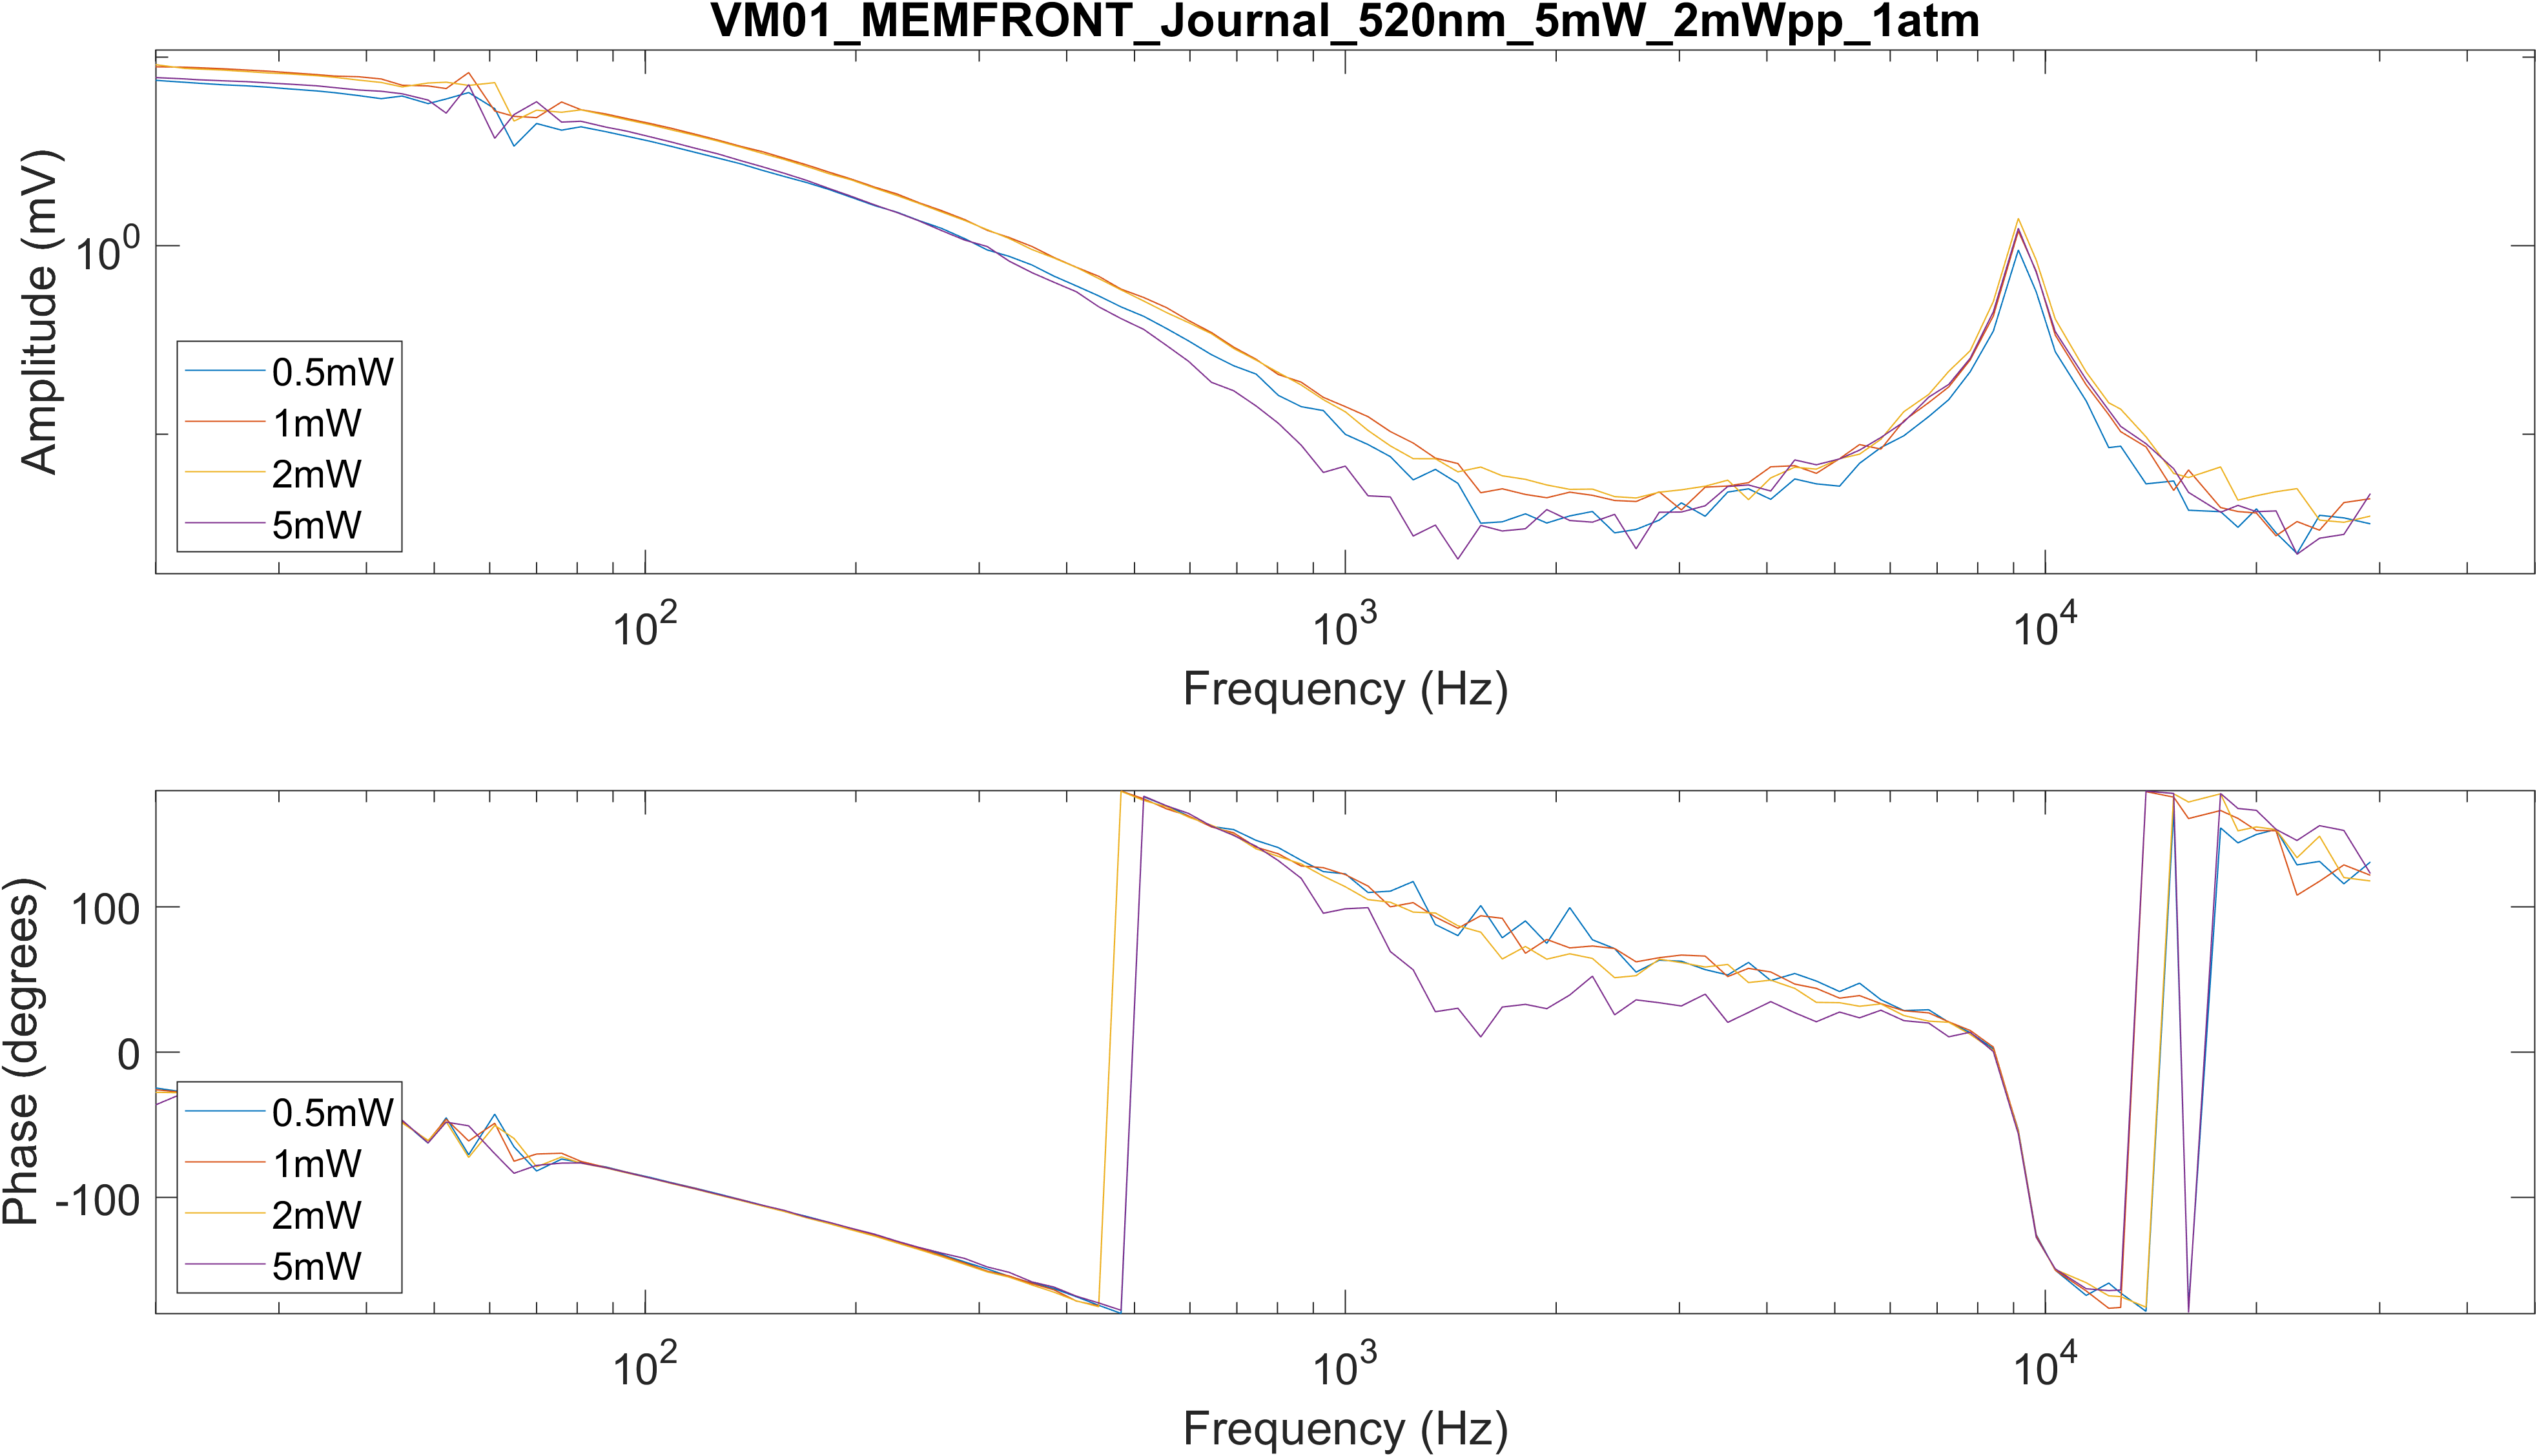 VM01_MEMFRONT_Journal_520nm_5mW_2mWpp_1atm
Amplitude (mV)
10^0
0.5mW
1mW
2mW
5mW
10^2
10^3
10^4
Frequency (Hz)
Phase (degrees)
100
0
-100
0.5mW
1mW
2mW
5mW
10^2
10^3
10^4
Frequency (Hz)